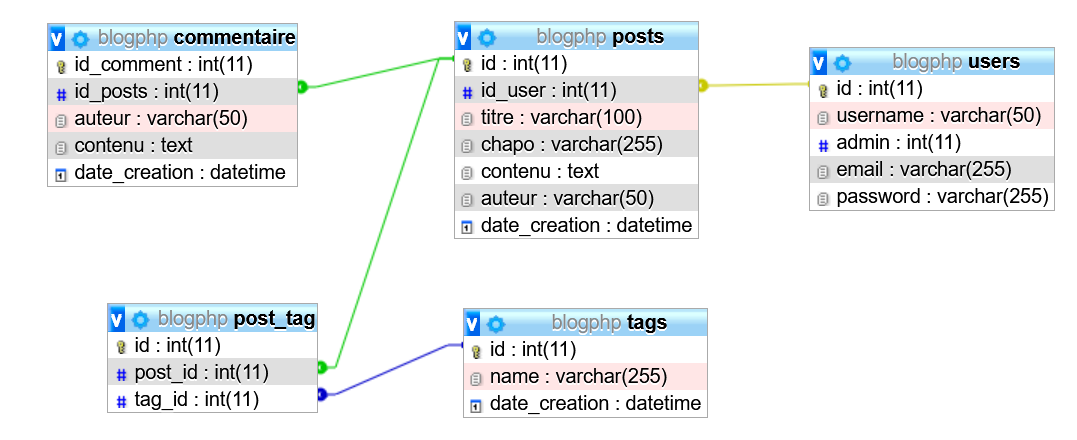 v blogphp commentaire
id_comment : int(11)
# id_posts : int(11)
auteur : varchar(50)
contenu : text
date_creation : datetime
v blogphp posts
id : int(11)
# id_user : int(11)
titre : varchar(100)
chapo : varchar(255)
contenu : text
auteur : varchar(50)
date_creation : datetime
v blogphp users
id : int(11)
username : varchar(50)
# admin : int(11)
email : varchar(255)
password : varchar(255)
v blogphp post_tag
id : int(11)
# post_id : int(11)
# tag_id : int(11)
v blogphp tags
id : int(11)
name : varchar(255)
date_creation : datetime